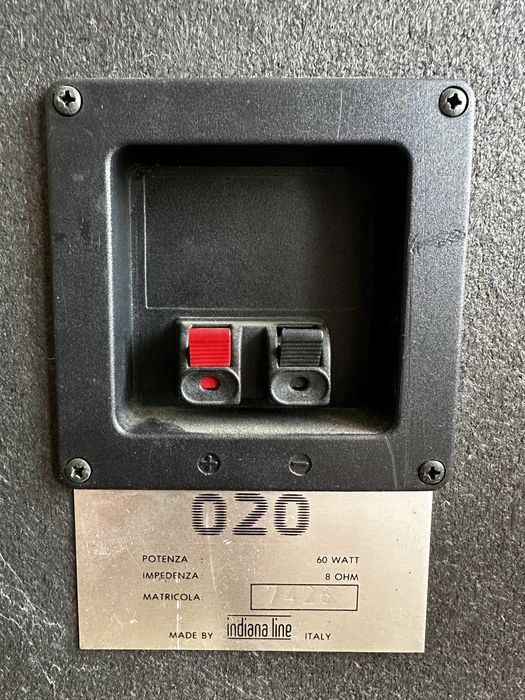 + −
020
POTENZA : 60 WATT
IMPEDENZA: 8 OHM
MATRICOLA: 7426
MADE BY indiana line ITALY